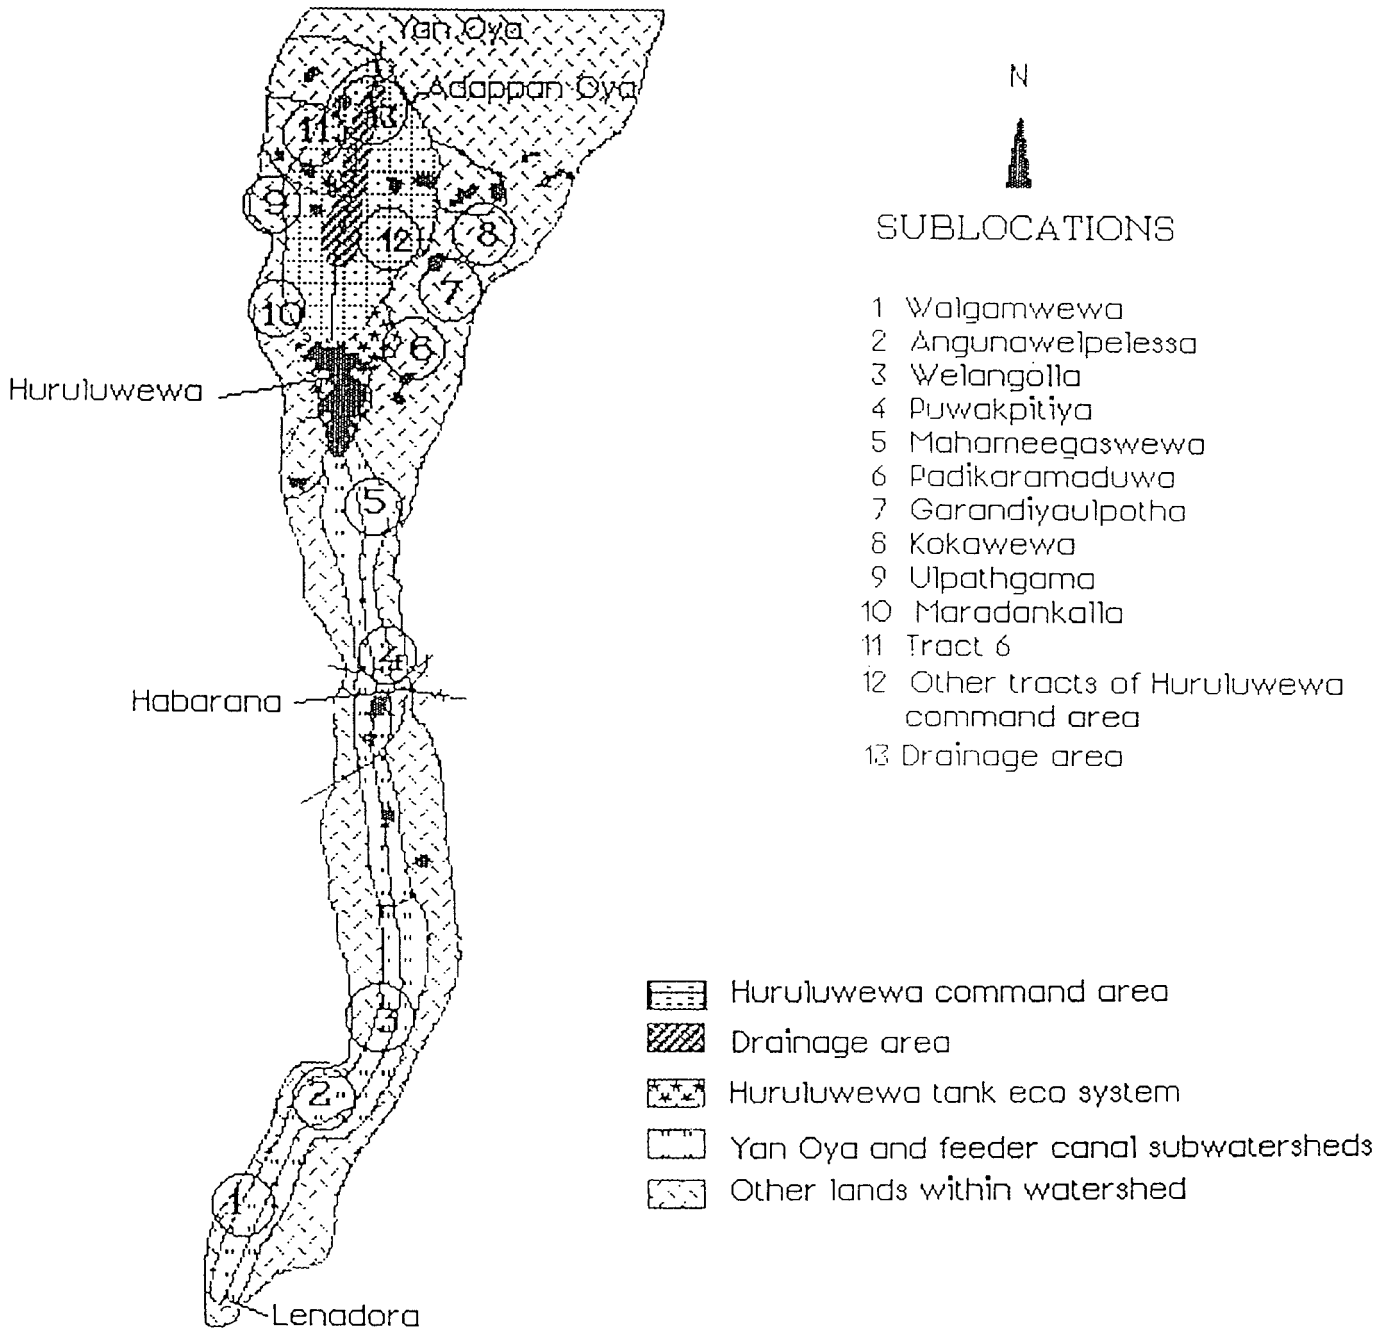 Yan Oya
Adappan Oya
13
11
9
12
8
7
10
6
Huruluwewa
5
4
Habarana
3
2
1
Lenadora
N
SUBLOCATIONS
1 Walgamwewa
2 Angunawelpelessa
3 Welangolla
4 Puwakpitiya
5 Mahameegaswewa
6 Padikaramaduwa
7 Garandiyaulpotha
8 Kokawewa
9 Ulpathgama
10 Maradankalla
11 Tract 6
12 Other tracts of Huruluwewa
command area
13 Drainage area
Huruluwewa command area
Drainage area
Huruluwewa tank eco system
Yan Oya and feeder canal subwatersheds
Other lands within watershed